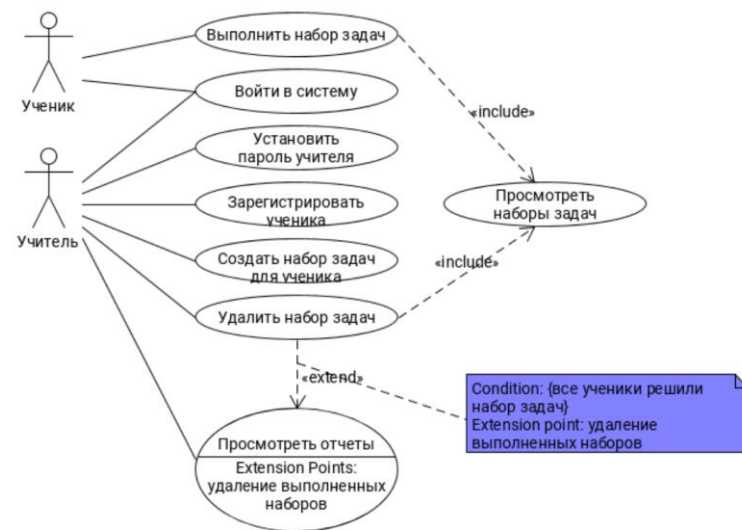 Выполнить набор задач
Ученик
Войти в систему
«include»
Установить
пароль учителя
Просмотреть
наборы задач
Зарегистрировать
ученика
Учитель
Создать набор задач
для ученика
«include»
Удалить набор задач
«extend»
Condition: {все ученики решили
набор задач}
Extension point: удаление
выполненных наборов
Просмотреть отчеты
Extension Points:
удаление выполненных
наборов